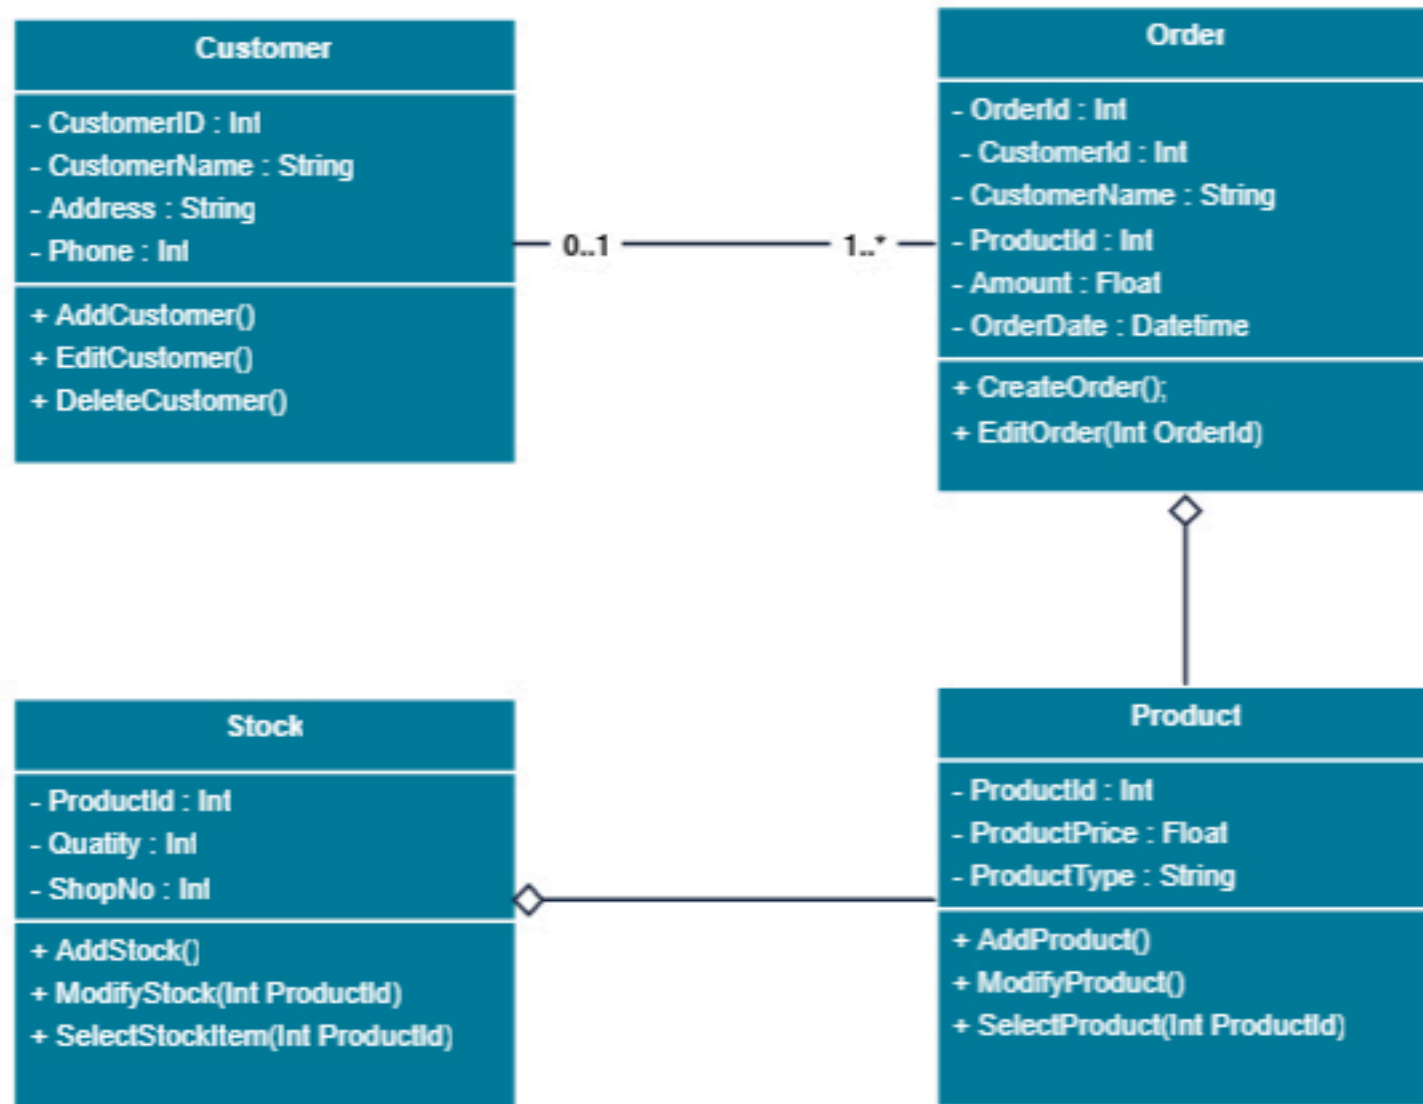 Customer
- CustomerID : Int
- CustomerName : String
- Address : String
- Phone : Int
+ AddCustomer()
+ EditCustomer()
+ DeleteCustomer()
0..1
1..*
Order
- OrderId : Int
- CustomerId : Int
- CustomerName : String
- ProductId : Int
- Amount : Float
- OrderDate : Datetime
+ CreateOrder();
+ EditOrder(Int OrderId)
Stock
- ProductId : Int
- Quatity : Int
- ShopNo : Int
+ AddStock()
+ ModifyStock(Int ProductId)
+ SelectStockItem(Int ProductId)
Product
- ProductId : Int
- ProductPrice : Float
- ProductType : String
+ AddProduct()
+ ModifyProduct()
+ SelectProduct(Int ProductId)